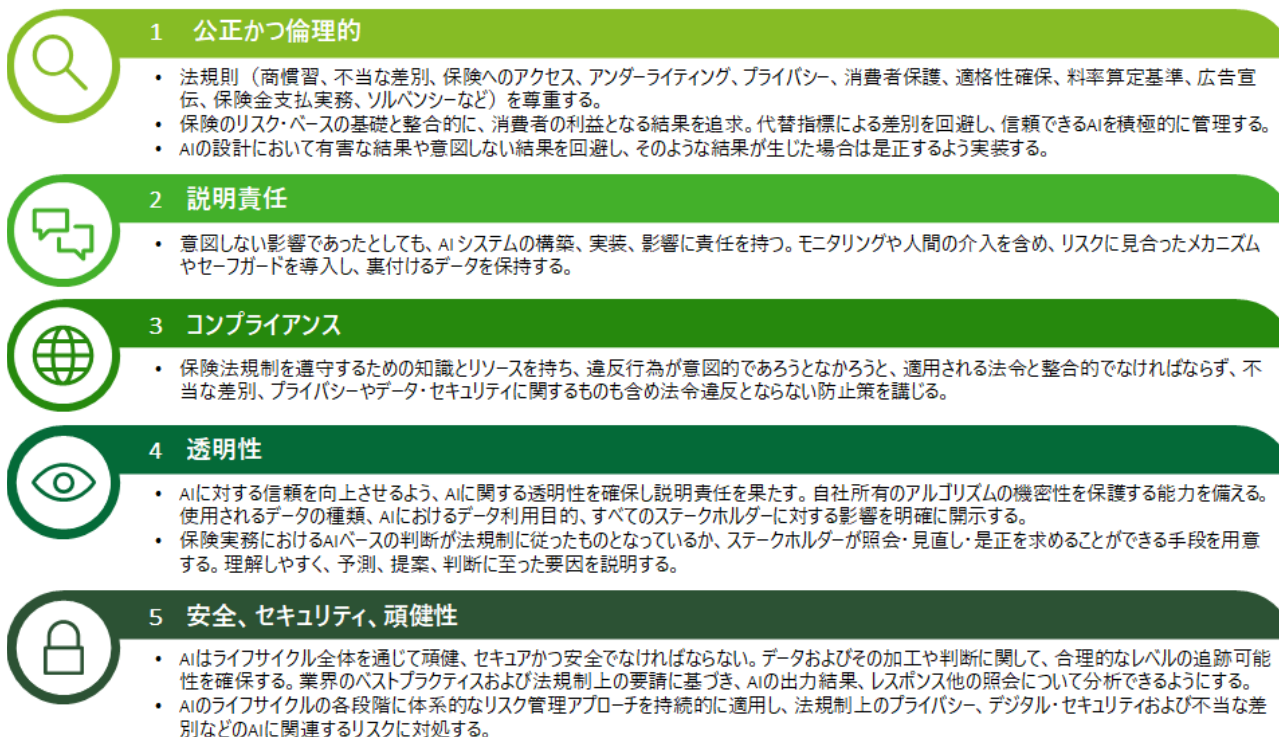 1 公正かつ倫理的
• 法規則（商慣習、不当な差別、保険へのアクセス、アンダーライティング、プライバシー、消費者保護、適格性確保、料率算定基準、広告宣
伝、保険金支払実務、ソルベンシーなど）を尊重する。
• 保険のリスク・ベースの基礎と整合的に、消費者の利益となる結果を追求。代替指標による差別を回避し、信頼できるAIを積極的に管理する。
• AIの設計において有害な結果や意図しない結果を回避し、そのような結果が生じた場合は是正するよう実装する。
2 説明責任
• 意図しない影響であったとしても、AIシステムの構築、実装、影響に責任を持つ。モニタリングや人間の介入を含め、リスクに見合ったメカニズム
やセーフガードを導入し、裏付けるデータを保持する。
3 コンプライアンス
• 保険法規制を遵守するための知識とリソースを持ち、違反行為が意図的であろうとなかろうと、適用される法令と整合的でなければならず、不
当な差別、プライバシーやデータ・セキュリティに関するものも含め法令違反とならない防止策を講じる。
4 透明性
• AIに対する信頼を向上させるよう、AIに関する透明性を確保し説明責任を果たす。自社所有のアルゴリズムの機密性を保護する能力を備える。
使用されるデータの種類、AIにおけるデータ利用目的、すべてのステークホルダーに対する影響を明確に開示する。
• 保険実務におけるAIベースの判断が法規制に従ったものとなっているか、ステークホルダーが照会・見直し・是正を求めることができる手段を用意
する。理解しやすく、予測、提案、判断に至った要因を説明する。
5 安全、セキュリティ、頑健性
• AIはライフサイクル全体を通じて頑健、セキュアかつ安全でなければならない。データおよびその加工や判断に関して、合理的なレベルの追跡可能
性を確保する。業界のベストプラクティスおよび法規制上の要請に基づき、AIの出力結果、レスポンス他の照会について分析できるようにする。
• AIのライフサイクルの各段階に体系的なリスク管理アプローチを持続的に適用し、法規制上のプライバシー、デジタル・セキュリティおよび不当な差
別などのAIに関連するリスクに対処する。